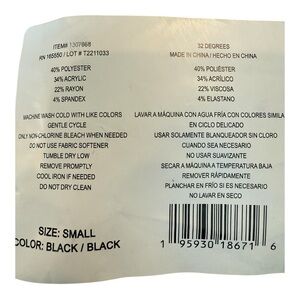 ITEM# 1307868
RN 165550 / LOT # T2211033
40% POLYESTER
34% ACRYLIC
22% RAYON
4% SPANDEX
MACHINE WASH COLD WITH LIKE COLORS
GENTLE CYCLE
ONLY NON-CHLORINE BLEACH WHEN NEEDED
DO NOT USE FABRIC SOFTENER
TUMBLE DRY LOW
REMOVE PROMPTLY
COOL IRON IF NEEDED
DO NOT DRY CLEAN
SIZE: SMALL
COLOR: BLACK / BLACK
32 DEGREES
MADE IN CHINA / HECHO EN CHINA
40% POLIÉSTER
34% ACRÍLICO
22% VISCOSA
4% ELASTANO
LAVAR A MÁQUINA CON AGUA FRÍA CON COLORES SIMILA
EN CICLO DELICADO
USAR SOLAMENTE BLANQUEADOR SIN CLORO
CUANDO SEA NECESARIO
NO USAR SUAVIZANTE
SECAR A MÁQUINA A TEMPERATURA BAJA
REMOVER RÁPIDAMENTE
PLANCHAR EN FRÍO SI ES NECESARIO
NO LAVAR EN SECO
1 95930 18671 6